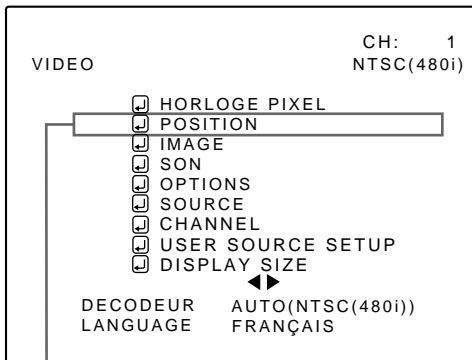 CH: 1
VIDEO NTSC(480i)
HORLOGE PIXEL
POSITION
IMAGE
SON
OPTIONS
SOURCE
CHANNEL
USER SOURCE SETUP
DISPLAY SIZE
DECODEUR AUTO(NTSC(480i))
LANGUAGE FRANÇAIS